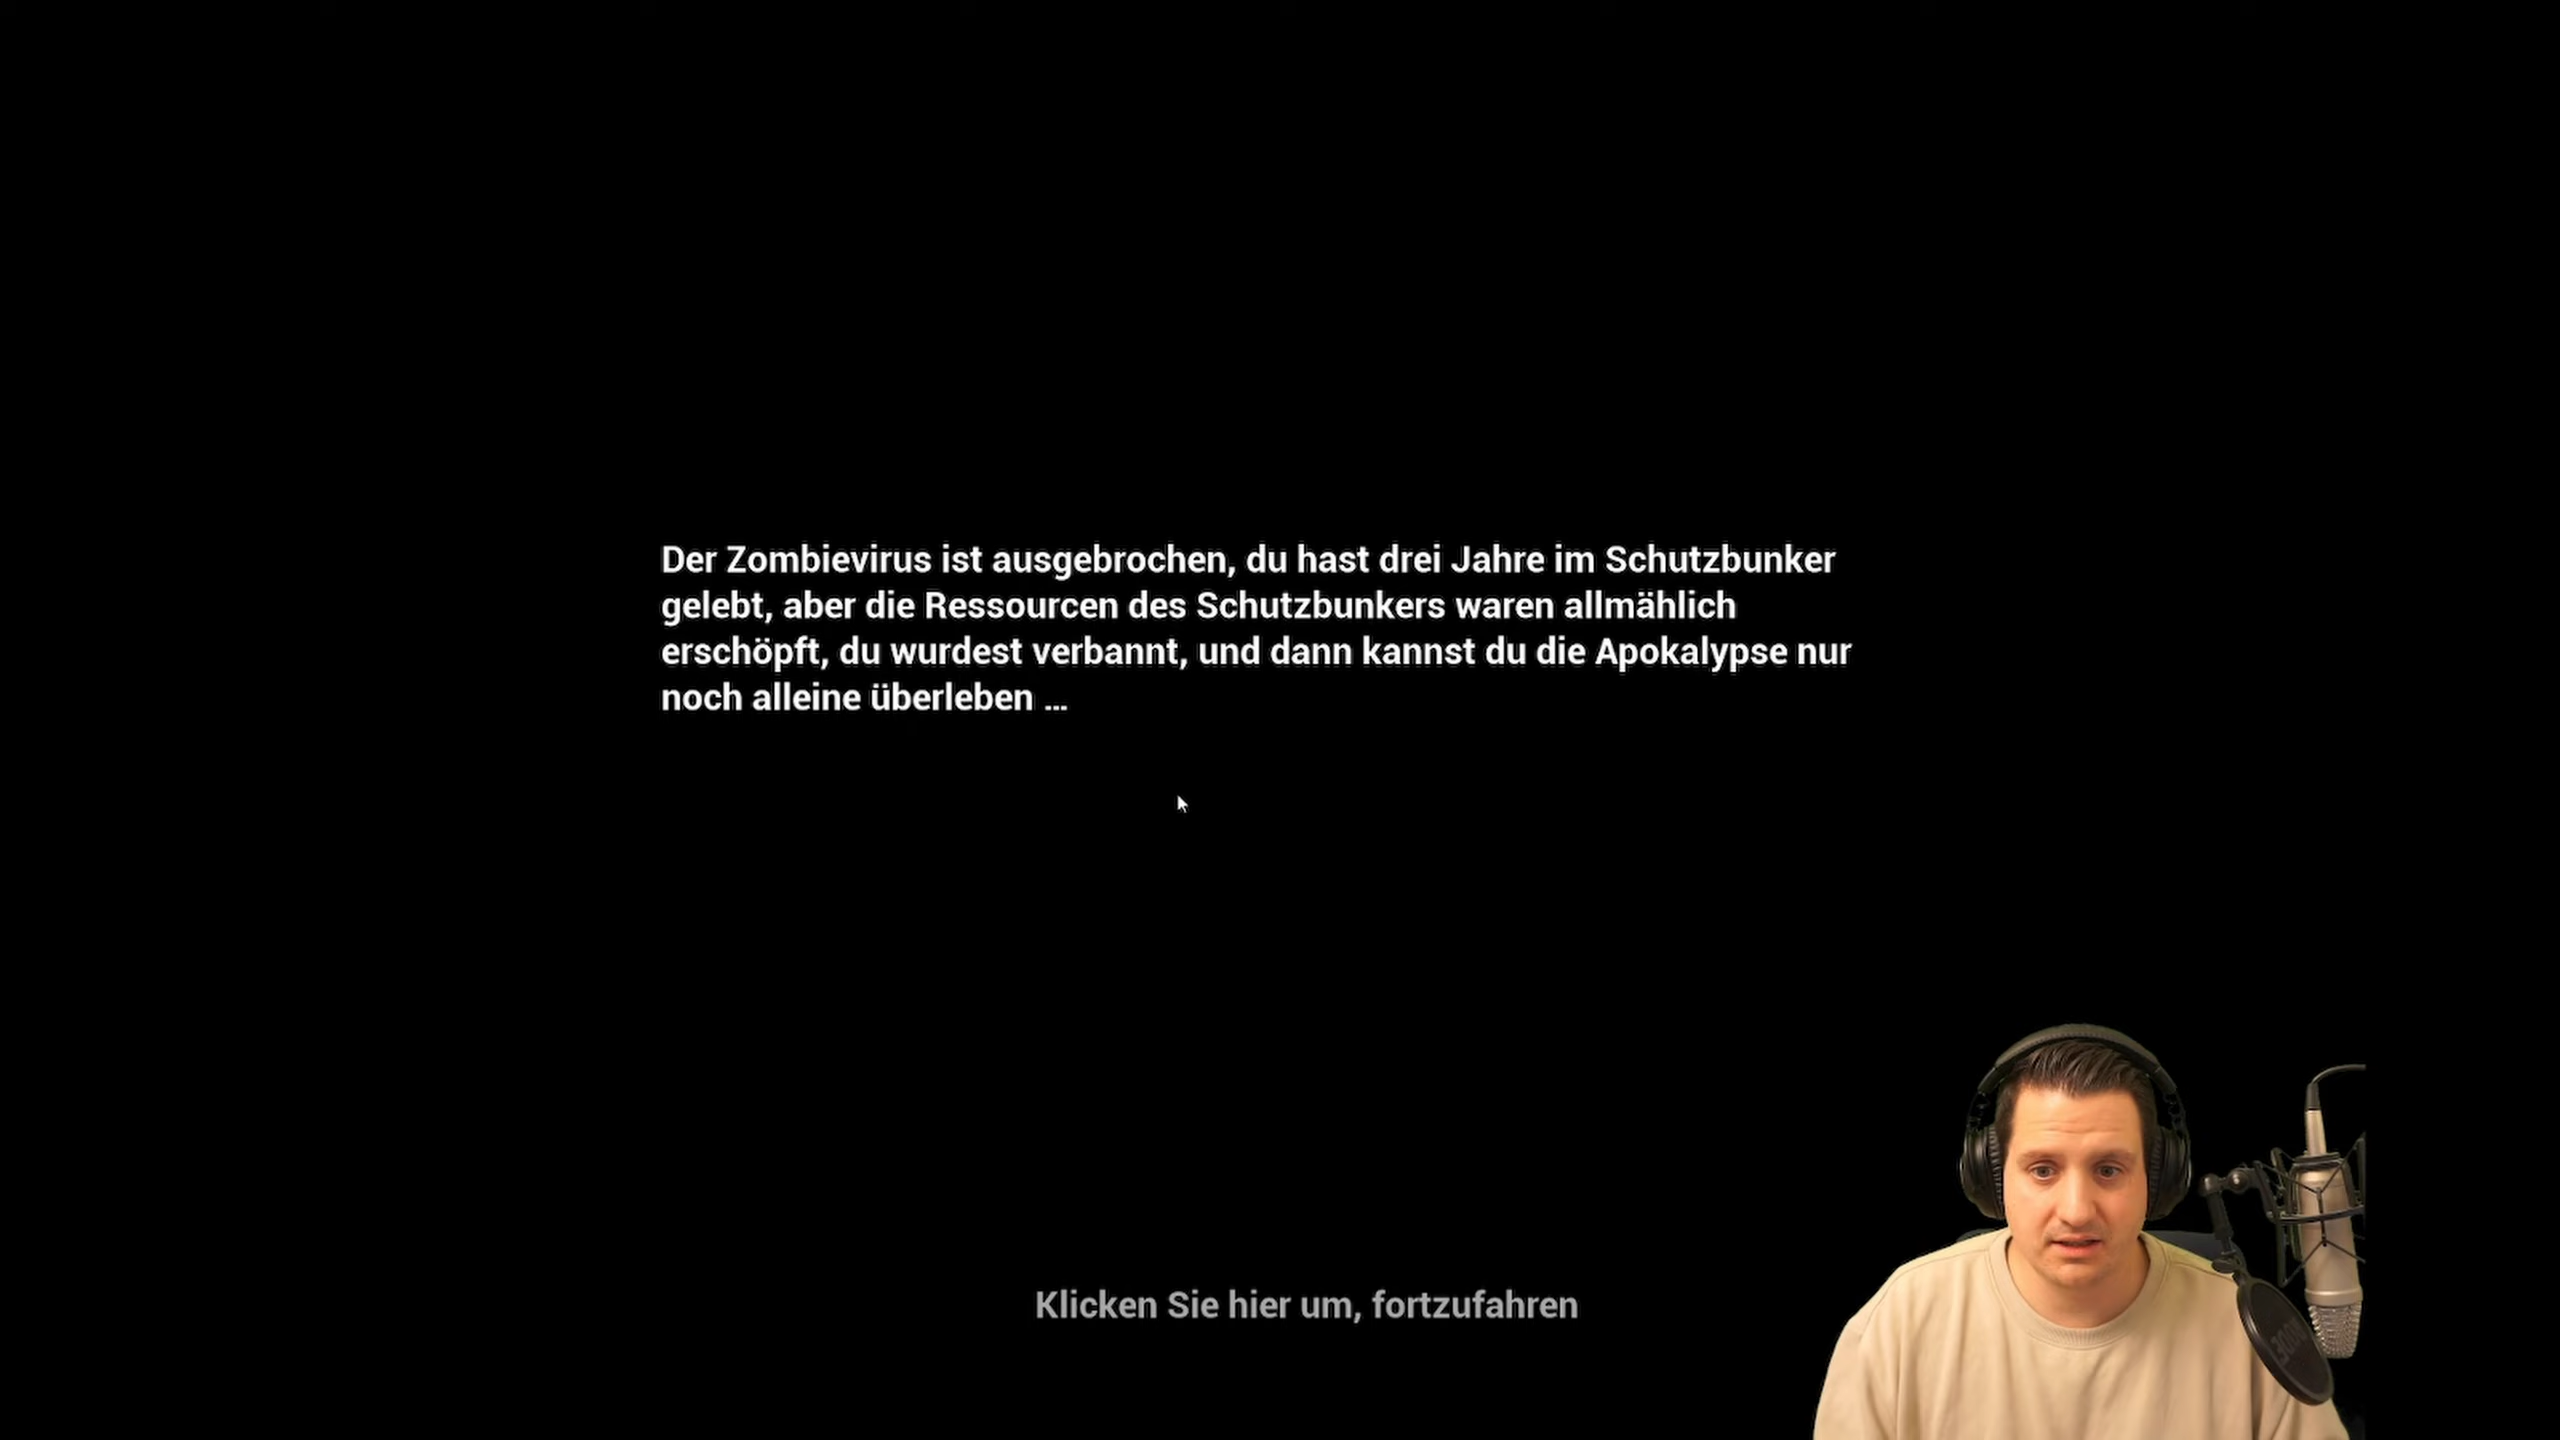 Der Zombievirus ist ausgebrochen, du hast drei Jahre im Schutzbunker
gelebt, aber die Ressourcen des Schutzbunkers waren allmählich
erschöpft, du wurdest verbannt, und dann kannst du die Apokalypse nur
noch alleine überleben ...
Klicken Sie hier um, fortzufahren